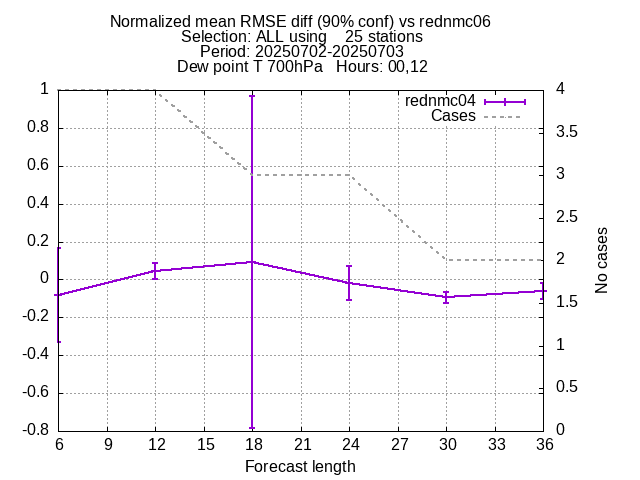 Normalized mean RMSE diff (90% conf) vs rednmc06
Selection: ALL using    25 stations
Period: 20250702-20250703
Dew point T 700hPa   Hours: 00,12
rednmc04
Cases
1
0.8
0.6
0.4
0.2
0
-0.2
-0.4
-0.6
-0.8
4
3.5
3
2.5
2
1.5
1
0.5
0
No cases
6 9 12 15 18 21 24 27 30 33 36
Forecast length